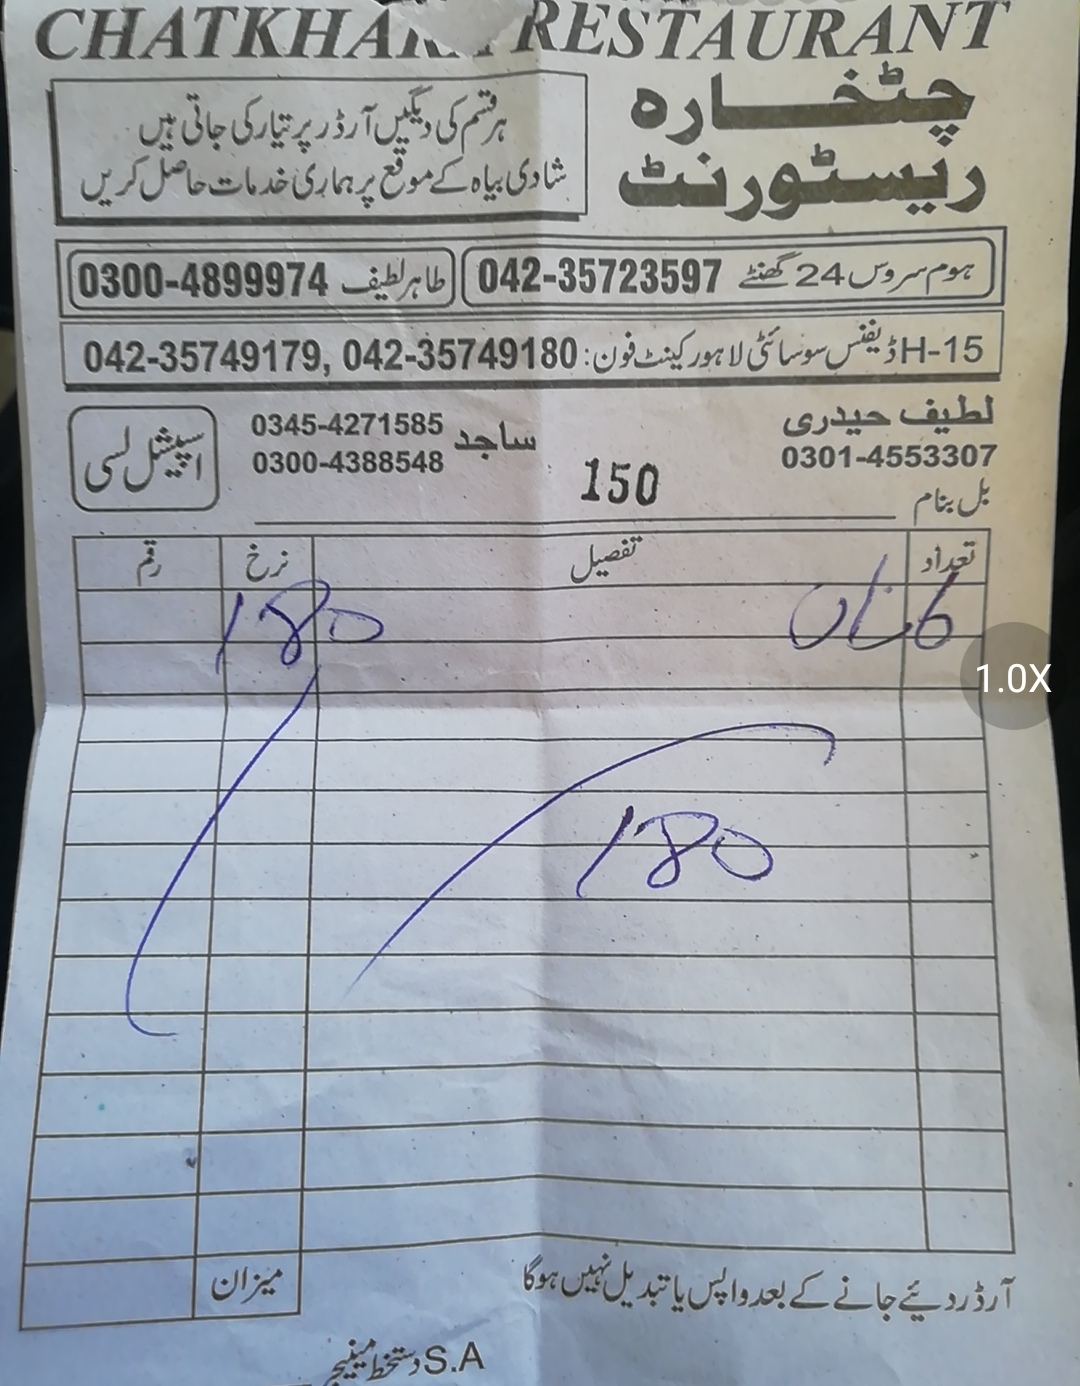 CHATKHARA RESTAURANT
چٹخارہ
ریسٹورنٹ
ہر قسم کی دیگیں آرڈر پر تیار کی جاتی ہیں
شادی بیاہ کے موقع پر ہماری خدمات حاصل کریں
ہوم سروس 24 گھنٹے 042-35723597
طاہر لطیف 0300-4899974
H-15 ڈیفنس سوسائٹی لاہور کینٹ فون: 042-35749179, 042-35749180
لطیف حیدری
0301-4553307
ساجد
0345-4271585
0300-4388548
اسپیشل لسی
150
بل بنام
تعداد تفصیل نرخ رقم
6 نان 180
180
میزان
آرڈر دئیے جانے کے بعد واپس یا تبدیل نہیں ہوگا
دستخط مینیجر S.A
1.0X